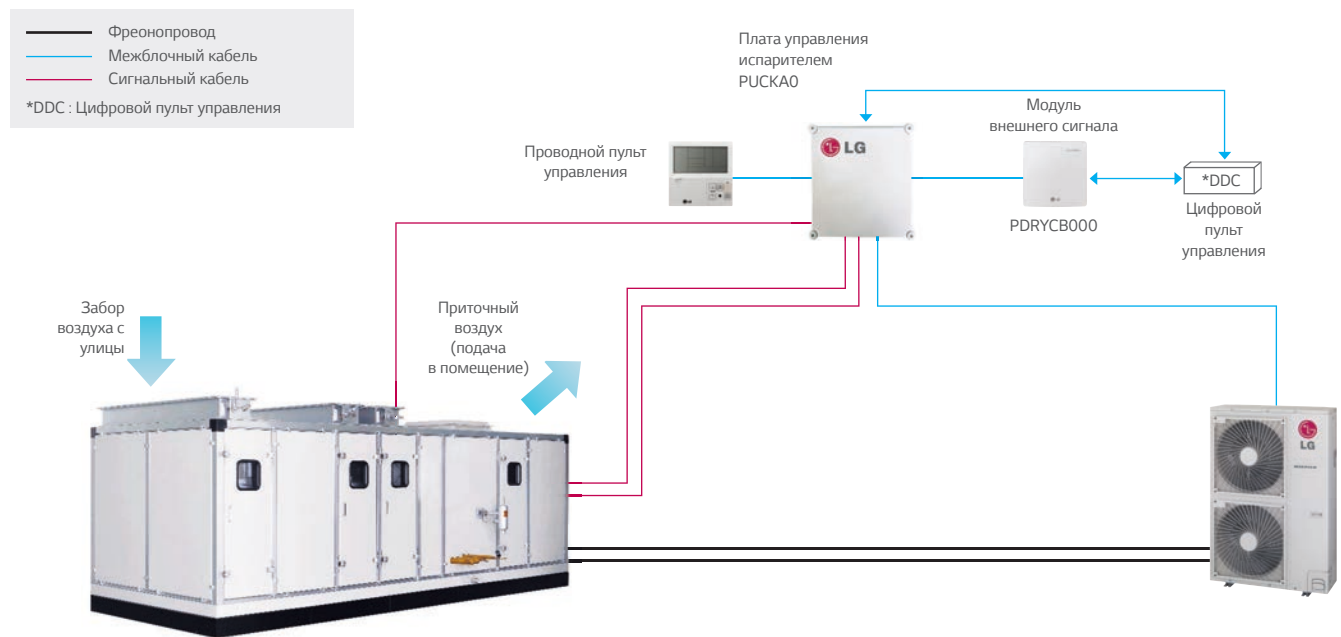 Фреонопровод
Межблочный кабель
Сигнальный кабель
*DDC : Цифровой пульт управления
Плата управления
испарителем
PUCKA0
Модуль
внешнего сигнала
Проводной пульт
управления
LG
*DDC
PDRYCB000
Цифровой
пульт
управления
Забор
воздуха с
улицы
Приточный
воздух
(подача
в помещение)
LG